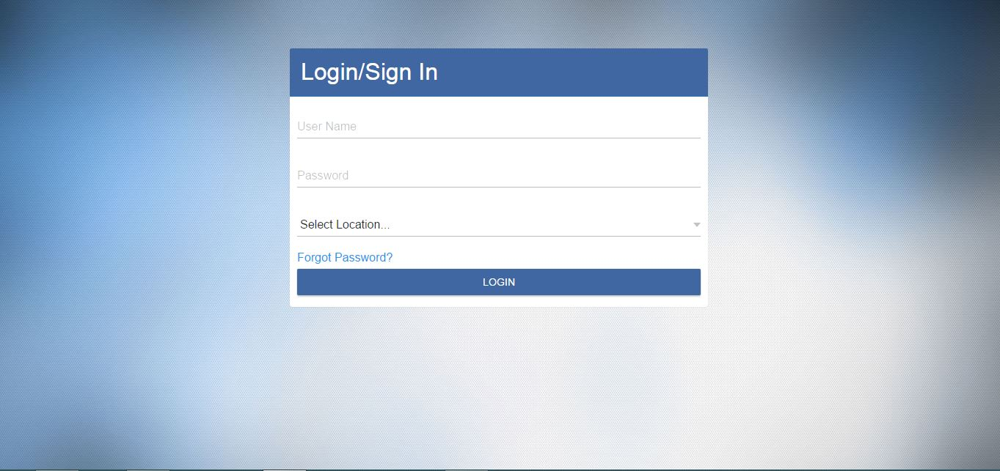 Login/Sign In
User Name
Password
Select Location...
Forgot Password?
LOGIN